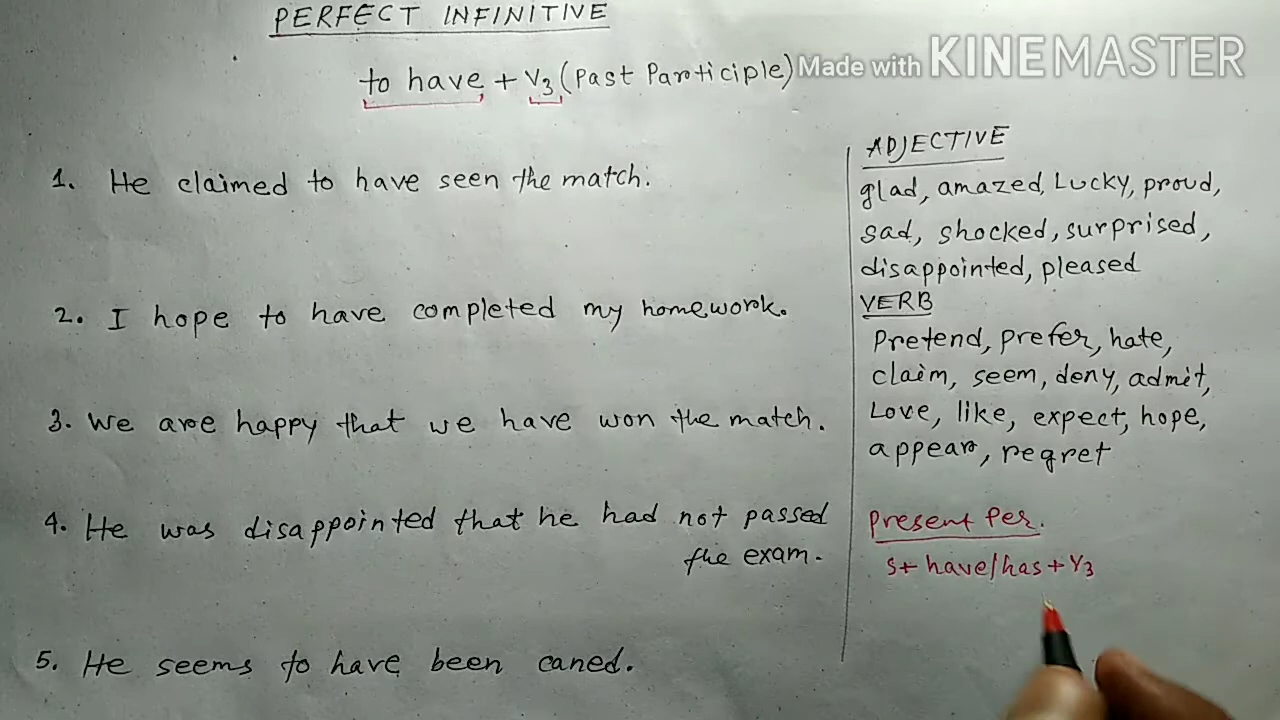 PERFECT INFINITIVE
to have + V3 (Past Participle)
Made with KINEMASTER
1. He claimed to have seen the match.
2. I hope to have completed my homework.
3. We are happy that we have won the match.
4. He was disappointed that he had not passed
the exam.
5. He seems to have been caned.
ADJECTIVE
glad, amazed, Lucky, proud,
sad, shocked, surprised,
disappointed, pleased
VERB
Pretend, prefer, hate,
claim, seem, deny, admit,
Love, like, expect, hope,
appear, regret
Present Per.
S+ have/has + V3